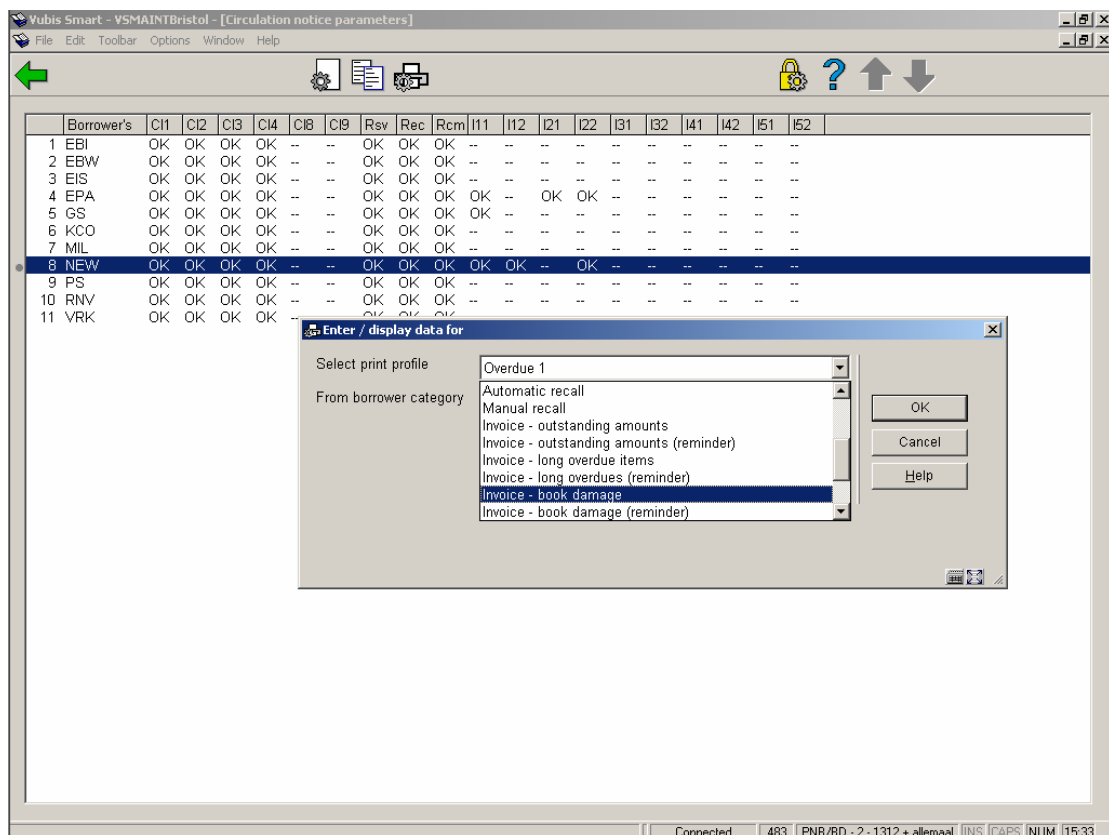 Vubis Smart - VSMAINTBristol - [Circulation notice parameters]
File Edit Toolbar Options Window Help
Borrower's CI1 CI2 CI3 CI4 CI8 CI9 Rsv Rec Rcm I11 I12 I21 I22 I31 I32 I41 I42 I51 I52
1 EBI OK OK OK OK -- -- OK OK OK -- -- -- -- -- -- -- -- -- --
2 EBW OK OK OK OK -- -- OK OK OK -- -- -- -- -- -- -- -- -- --
3 EIS OK OK OK OK -- -- OK OK OK -- -- -- -- -- -- -- -- -- --
4 EPA OK OK OK OK -- -- OK OK OK OK -- OK OK -- -- -- -- -- --
5 GS OK OK OK OK -- -- OK OK OK OK -- -- -- -- -- -- -- -- --
6 KCO OK OK OK OK -- -- OK OK OK -- -- -- -- -- -- -- -- -- --
7 MIL OK OK OK OK -- -- OK OK OK -- -- -- -- -- -- -- -- -- --
8 NEW OK OK OK OK -- -- OK OK OK OK OK -- OK -- -- -- -- -- --
9 PS OK OK OK OK -- -- OK OK OK -- -- -- -- -- -- -- -- -- --
10 RNV OK OK OK OK -- -- OK OK OK -- -- -- -- -- -- -- -- -- --
11 VRK OK OK OK OK -- OK OK OK
Enter / display data for
Select print profile Overdue 1
From borrower category
Automatic recall
Manual recall
Invoice - outstanding amounts
Invoice - outstanding amounts (reminder)
Invoice - long overdue items
Invoice - long overdues (reminder)
Invoice - book damage
Invoice - book damage (reminder)
OK
Cancel
Help
Connected 483 PNB/BD - 2 - 1312 + allemaal INS CAPS NUM 15:33